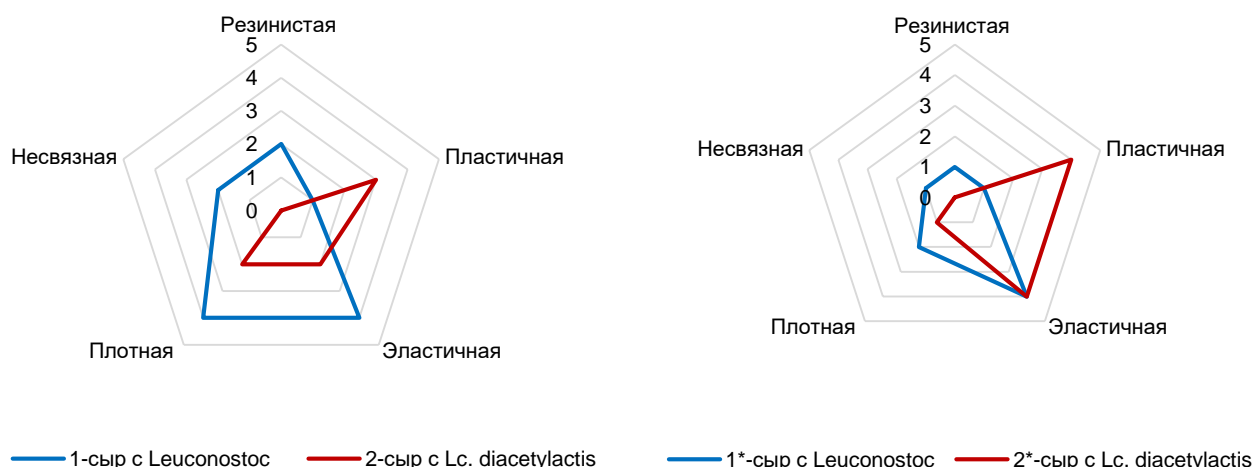 Резинистая
5
4
3
2
1
0
Несвязная
Пластичная
Плотная
Эластичная
1-сыр с Leuconostoc
2-сыр с Lc. diacetylactis
Резинистая
5
4
3
2
1
0
Несвязная
Пластичная
Плотная
Эластичная
1*-сыр с Leuconostoc
2*-сыр с Lc. diacetylactis